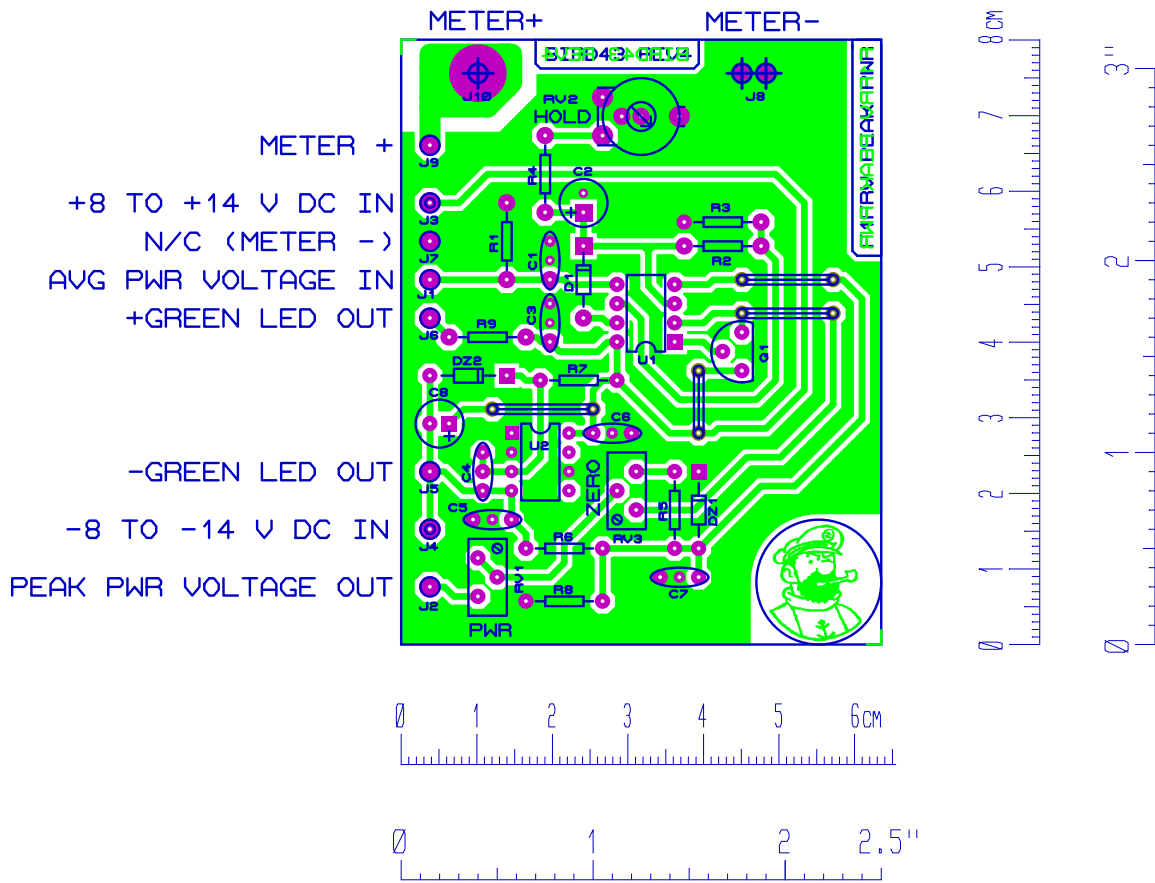 METER+ METER-
8CM
3"
J10
J8
RV2
HOLD
7
METER +
J9
R4
C2
+8 TO +14 V DC IN
J3
6
+
R3
N/C (METER -)
J7
R1
C1
R2
2
AVG PWR VOLTAGE IN
J1
D1
5
+GREEN LED OUT
J6
R9
C3
U1
Q1
4
DZ2
R7
C8
+
C6
3
U2
1
-GREEN LED OUT
J5
C4
ZERO
2
C5
R5
DZ1
-8 TO -14 V DC IN
J4
Ø
R6
RV3
Ø
RV1
1
PEAK PWR VOLTAGE OUT
J2
R8
C7
PWR
Ø
Ø
Ø 1 2 3 4 5 6CM
Ø 1 2 2.5"